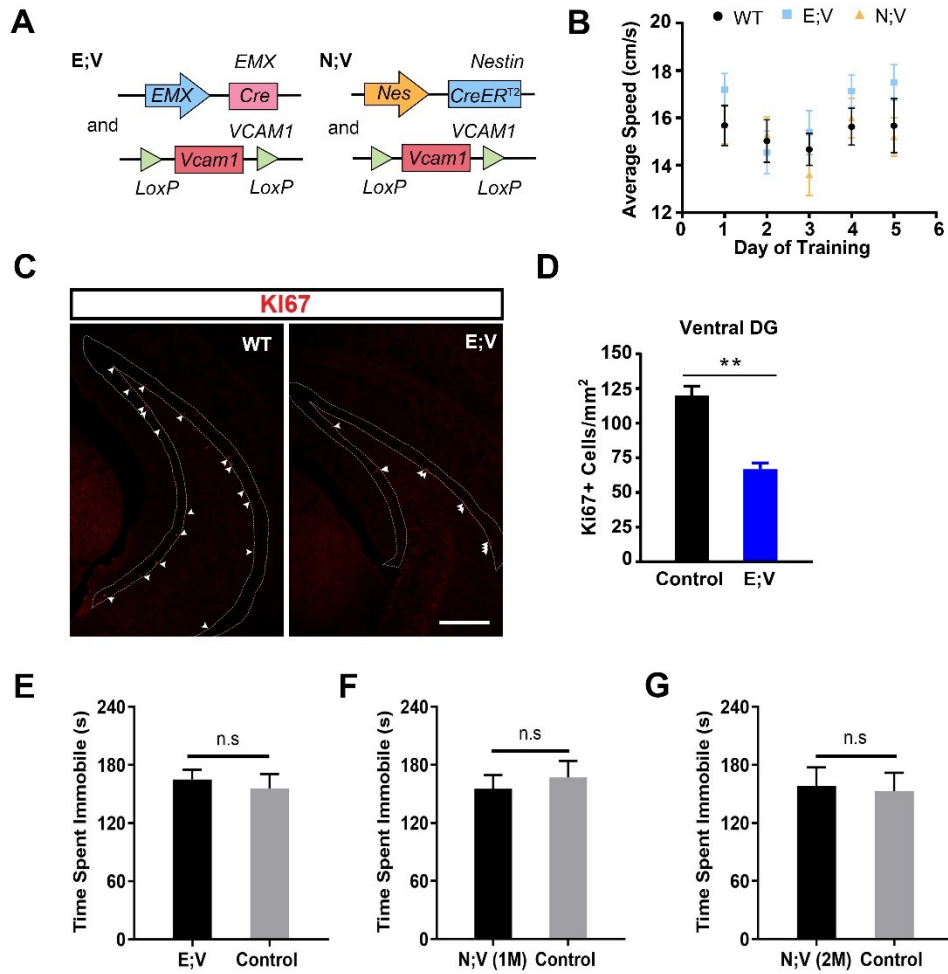 A
E;V
EMX
EMX
Cre
and
VCAM1
Vcam1
LoxP
LoxP
N;V
Nestin
Nes
CreERT2
and
VCAM1
Vcam1
LoxP
LoxP
B
WT E;V N;V
Average Speed (cm/s)
18
16
14
12
0 1 2 3 4 5 6
Day of Training
C
KI67
WT
E;V
D
Ventral DG
**
Ki67+ Cells/mm²
150
125
100
75
50
25
0
Control E;V
E
Time Spent Immobile (s)
240
180
120
60
0
n.s
E;V Control
F
Time Spent Immobile (s)
240
180
120
60
0
n.s
N;V (1M) Control
G
Time Spent Immobile (s)
240
180
120
60
0
n.s
N;V (2M) Control